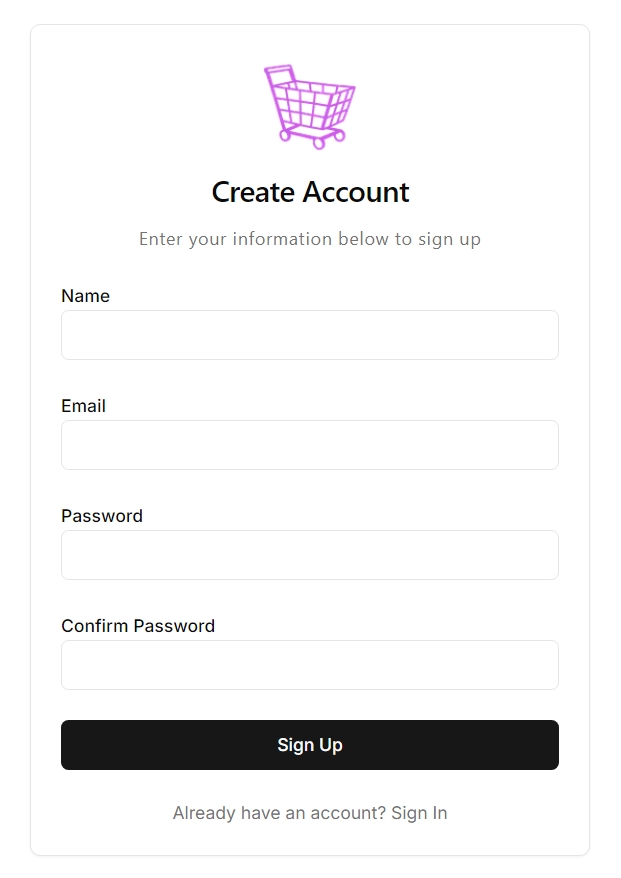 Create Account
Enter your information below to sign up
Name
Email
Password
Confirm Password
Sign Up
Already have an account? Sign In